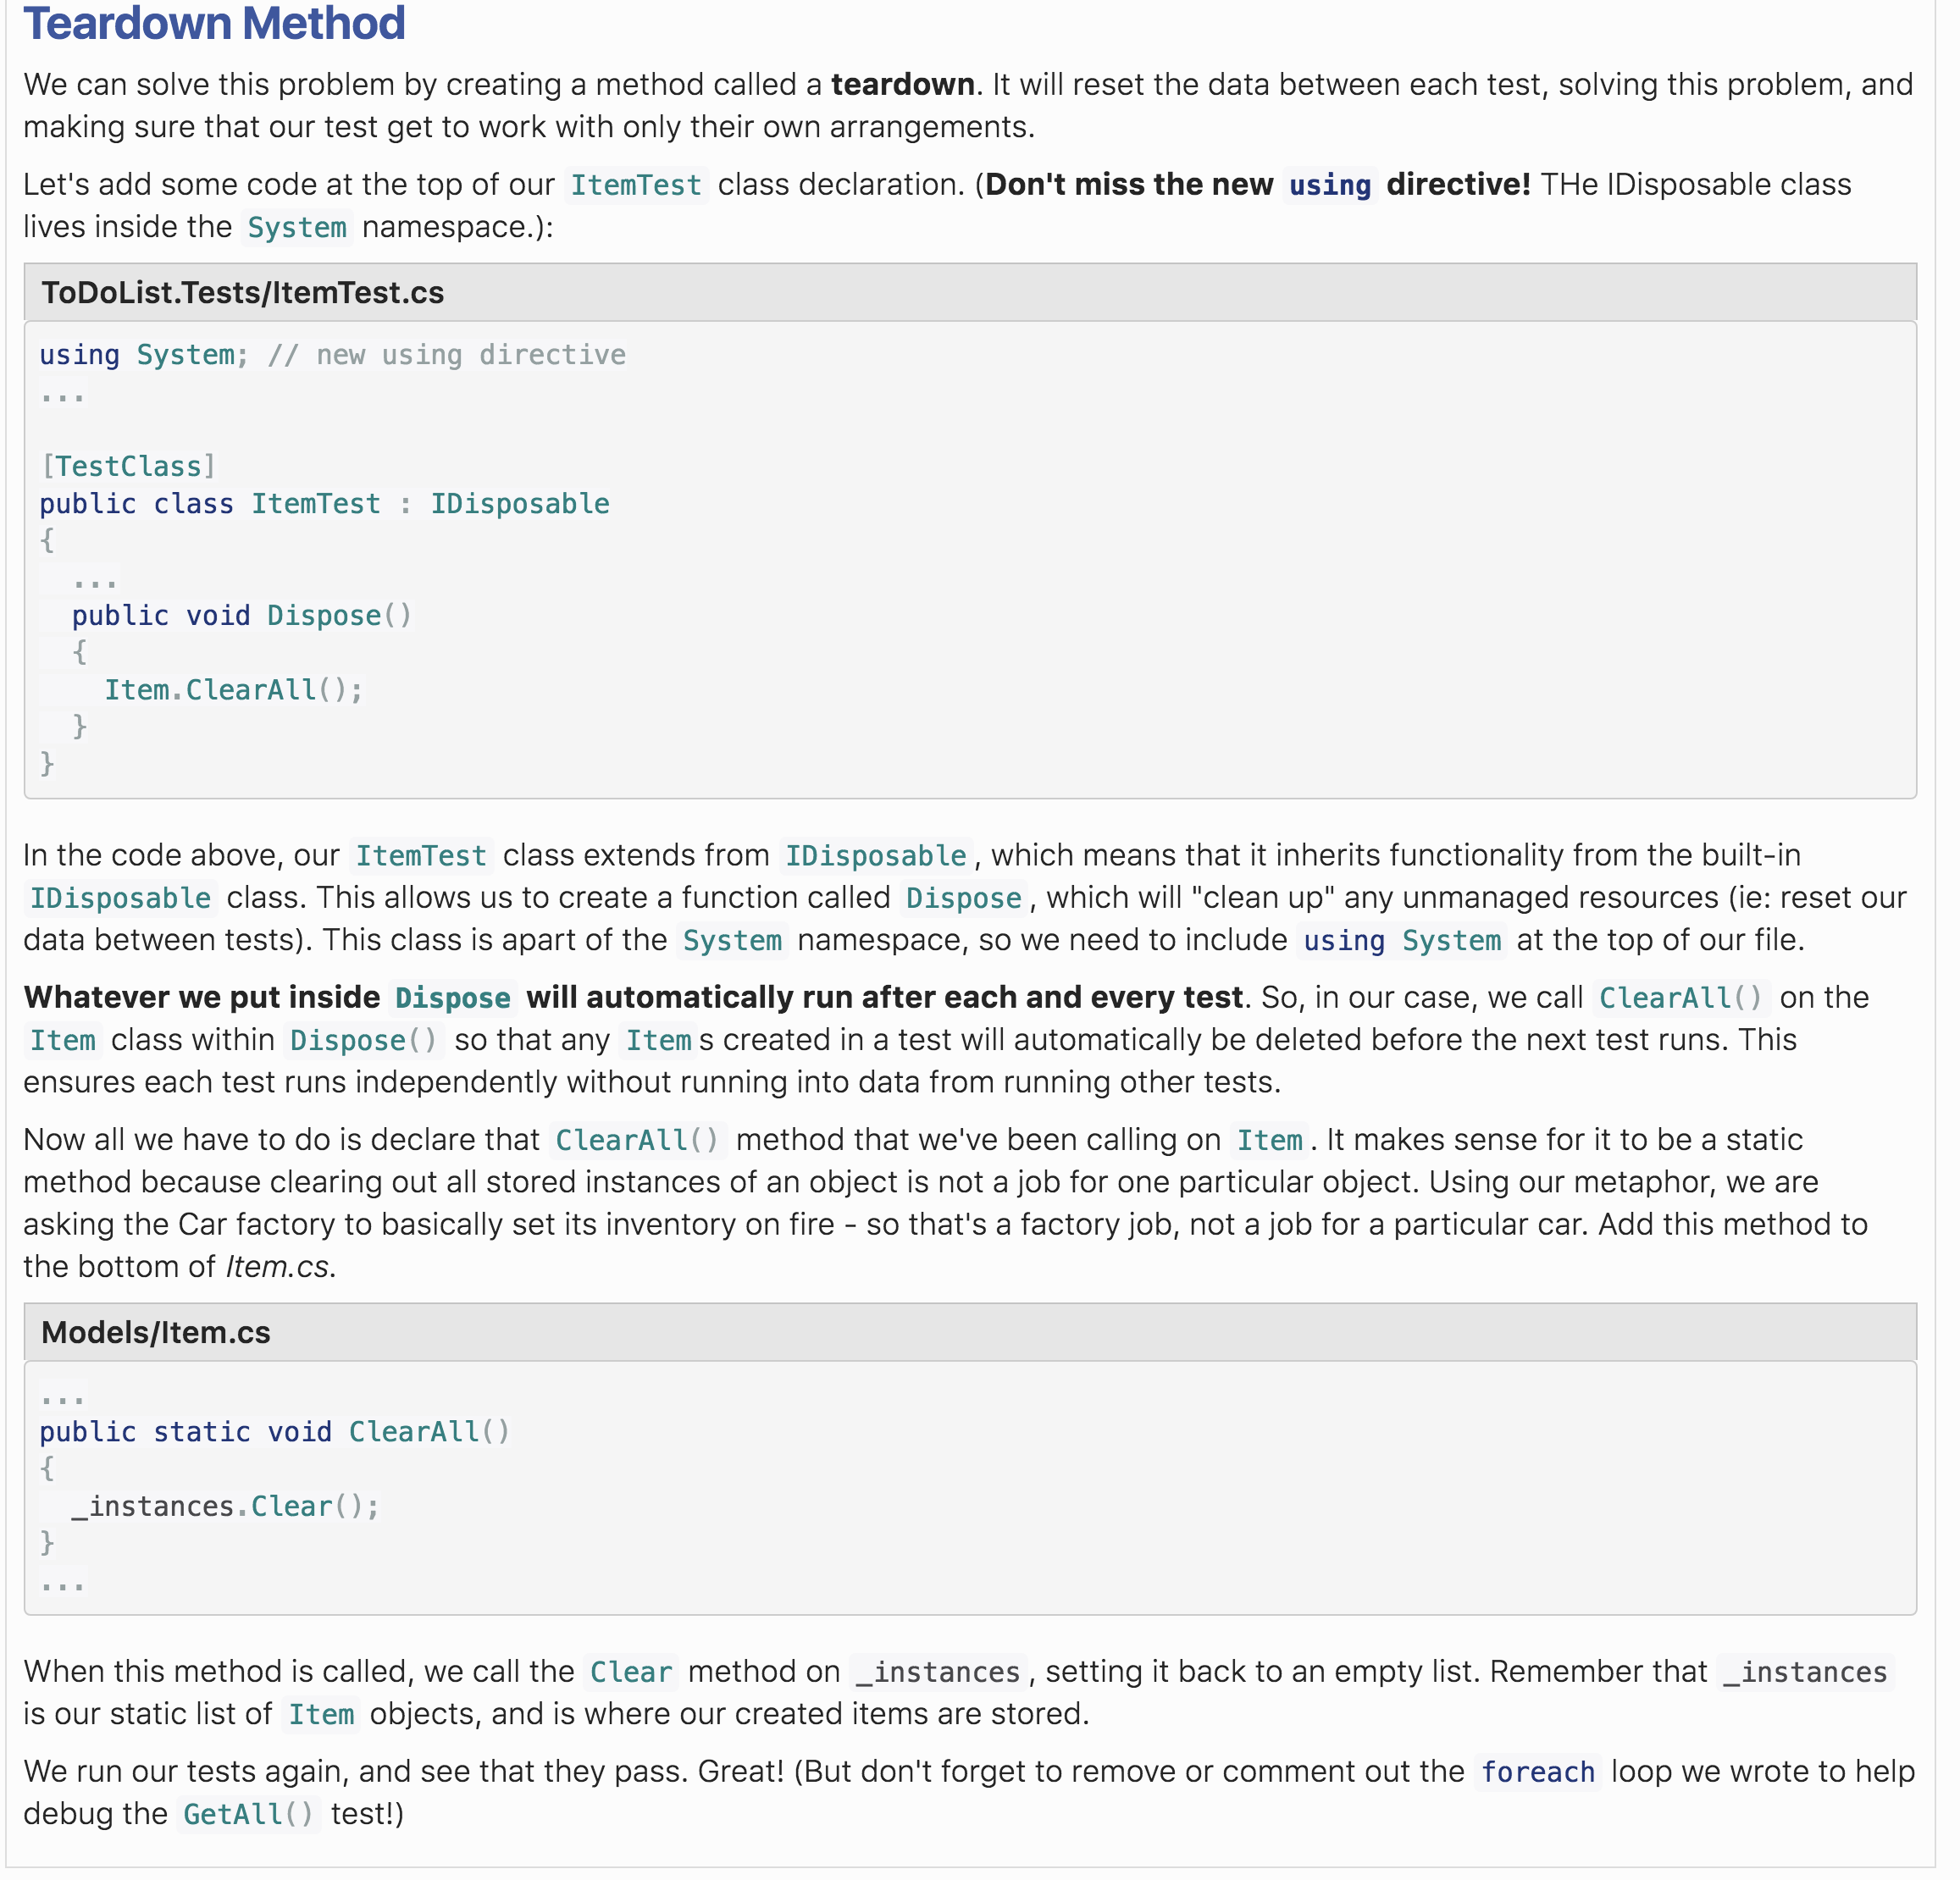 Teardown Method
We can solve this problem by creating a method called a teardown. It will reset the data between each test, solving this problem, and
making sure that our test get to work with only their own arrangements.
Let's add some code at the top of our ItemTest class declaration. (Don't miss the new using directive! THe IDisposable class
lives inside the System namespace.):
ToDoList.Tests/ItemTest.cs
using System; // new using directive
...
[TestClass]
public class ItemTest : IDisposable
{
...
public void Dispose()
{
Item.ClearAll();
}
}
In the code above, our ItemTest class extends from IDisposable, which means that it inherits functionality from the built-in
IDisposable class. This allows us to create a function called Dispose, which will "clean up" any unmanaged resources (ie: reset our
data between tests). This class is apart of the System namespace, so we need to include using System at the top of our file.
Whatever we put inside Dispose will automatically run after each and every test. So, in our case, we call ClearAll() on the
Item class within Dispose() so that any Items created in a test will automatically be deleted before the next test runs. This
ensures each test runs independently without running into data from running other tests.
Now all we have to do is declare that ClearAll() method that we've been calling on Item. It makes sense for it to be a static
method because clearing out all stored instances of an object is not a job for one particular object. Using our metaphor, we are
asking the Car factory to basically set its inventory on fire - so that's a factory job, not a job for a particular car. Add this method to
the bottom of Item.cs.
Models/Item.cs
...
public static void ClearAll()
{
_instances.Clear();
}
...
When this method is called, we call the Clear method on _instances, setting it back to an empty list. Remember that _instances
is our static list of Item objects, and is where our created items are stored.
We run our tests again, and see that they pass. Great! (But don't forget to remove or comment out the foreach loop we wrote to help
debug the GetAll() test!)